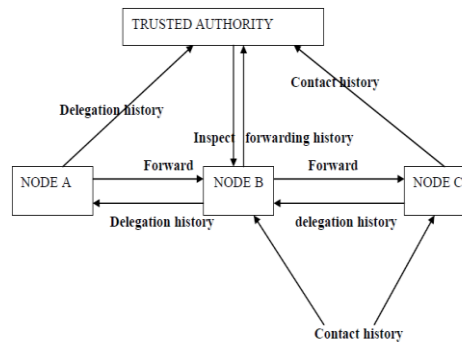 TRUSTED AUTHORITY
Contact history
Delegation history
Inspect forwarding history
Forward Forward
NODE A NODE B NODE C
Delegation history delegation history
Contact history